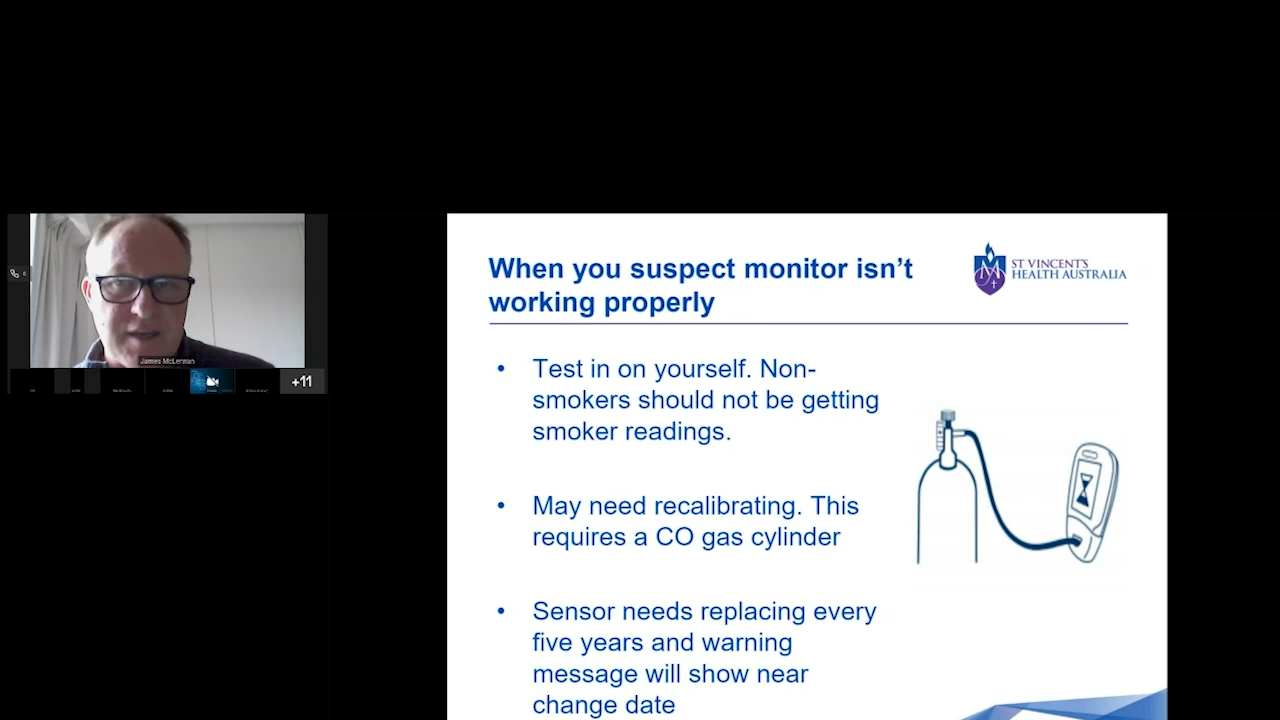 When you suspect monitor isn't
working properly
ST VINCENT'S
HEALTH AUSTRALIA
• Test in on yourself. Non-
smokers should not be getting
smoker readings.
• May need recalibrating. This
requires a CO gas cylinder
• Sensor needs replacing every
five years and warning
message will show near
change date
James McLennan
+11